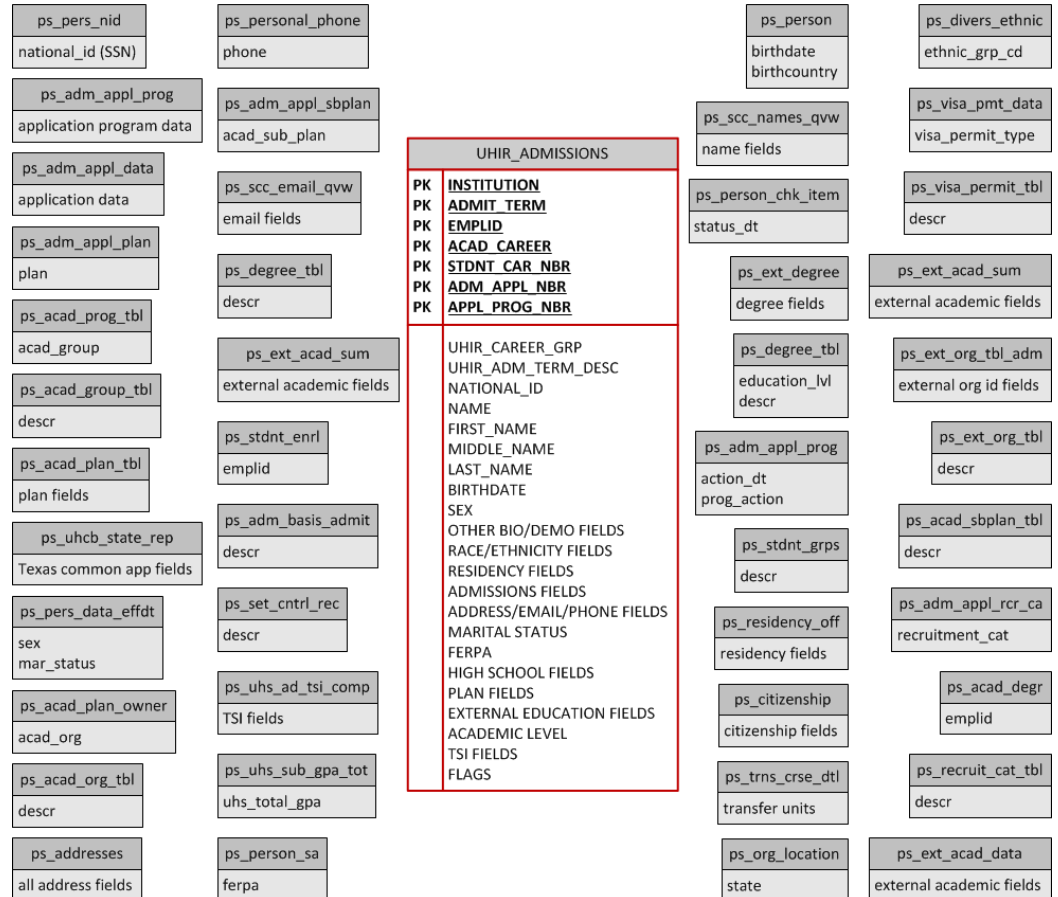 ps_pers_nid
national_id (SSN)
ps_adm_appl_prog
application program data
ps_adm_appl_data
application data
ps_adm_appl_plan
plan
ps_acad_prog_tbl
acad_group
ps_acad_group_tbl
descr
ps_acad_plan_tbl
plan fields
ps_uhcb_state_rep
Texas common app fields
ps_pers_data_effdt
sex
mar_status
ps_acad_plan_owner
acad_org
ps_acad_org_tbl
descr
ps_addresses
all address fields
ps_personal_phone
phone
ps_adm_appl_sbplan
acad_sub_plan
ps_scc_email_qvw
email fields
ps_degree_tbl
descr
ps_ext_acad_sum
external academic fields
ps_stdnt_enrl
emplid
ps_adm_basis_admit
descr
ps_set_cntrl_rec
descr
ps_uhs_ad_tsi_comp
TSI fields
ps_uhs_sub_gpa_tot
uhs_total_gpa
ps_person_sa
ferpa
UHIR_ADMISSIONS
PK INSTITUTION
PK ADMIT_TERM
PK EMPLID
PK ACAD_CAREER
PK STDNT_CAR_NBR
PK ADM_APPL_NBR
PK APPL_PROG_NBR
UHIR_CAREER_GRP
UHIR_ADM_TERM_DESC
NATIONAL_ID
NAME
FIRST_NAME
MIDDLE_NAME
LAST_NAME
BIRTHDATE
SEX
OTHER BIO/DEMO FIELDS
RACE/ETHNICITY FIELDS
RESIDENCY FIELDS
ADMISSIONS FIELDS
ADDRESS/EMAIL/PHONE FIELDS
MARITAL STATUS
FERPA
HIGH SCHOOL FIELDS
PLAN FIELDS
EXTERNAL EDUCATION FIELDS
ACADEMIC LEVEL
TSI FIELDS
FLAGS
ps_person
birthdate
birthcountry
ps_scc_names_qvw
name fields
ps_person_chk_item
status_dt
ps_ext_degree
degree fields
ps_degree_tbl
education_lvl
descr
ps_adm_appl_prog
action_dt
prog_action
ps_stdnt_grps
descr
ps_residency_off
residency fields
ps_citizenship
citizenship fields
ps_trns_crse_dtl
transfer units
ps_org_location
state
ps_divers_ethnic
ethnic_grp_cd
ps_visa_pmt_data
visa_permit_type
ps_visa_permit_tbl
descr
ps_ext_acad_sum
external academic fields
ps_ext_org_tbl_adm
external org id fields
ps_ext_org_tbl
descr
ps_acad_sbplan_tbl
descr
ps_adm_appl_rcr_ca
recruitment_cat
ps_acad_degr
emplid
ps_recruit_cat_tbl
descr
ps_ext_acad_data
external academic fields